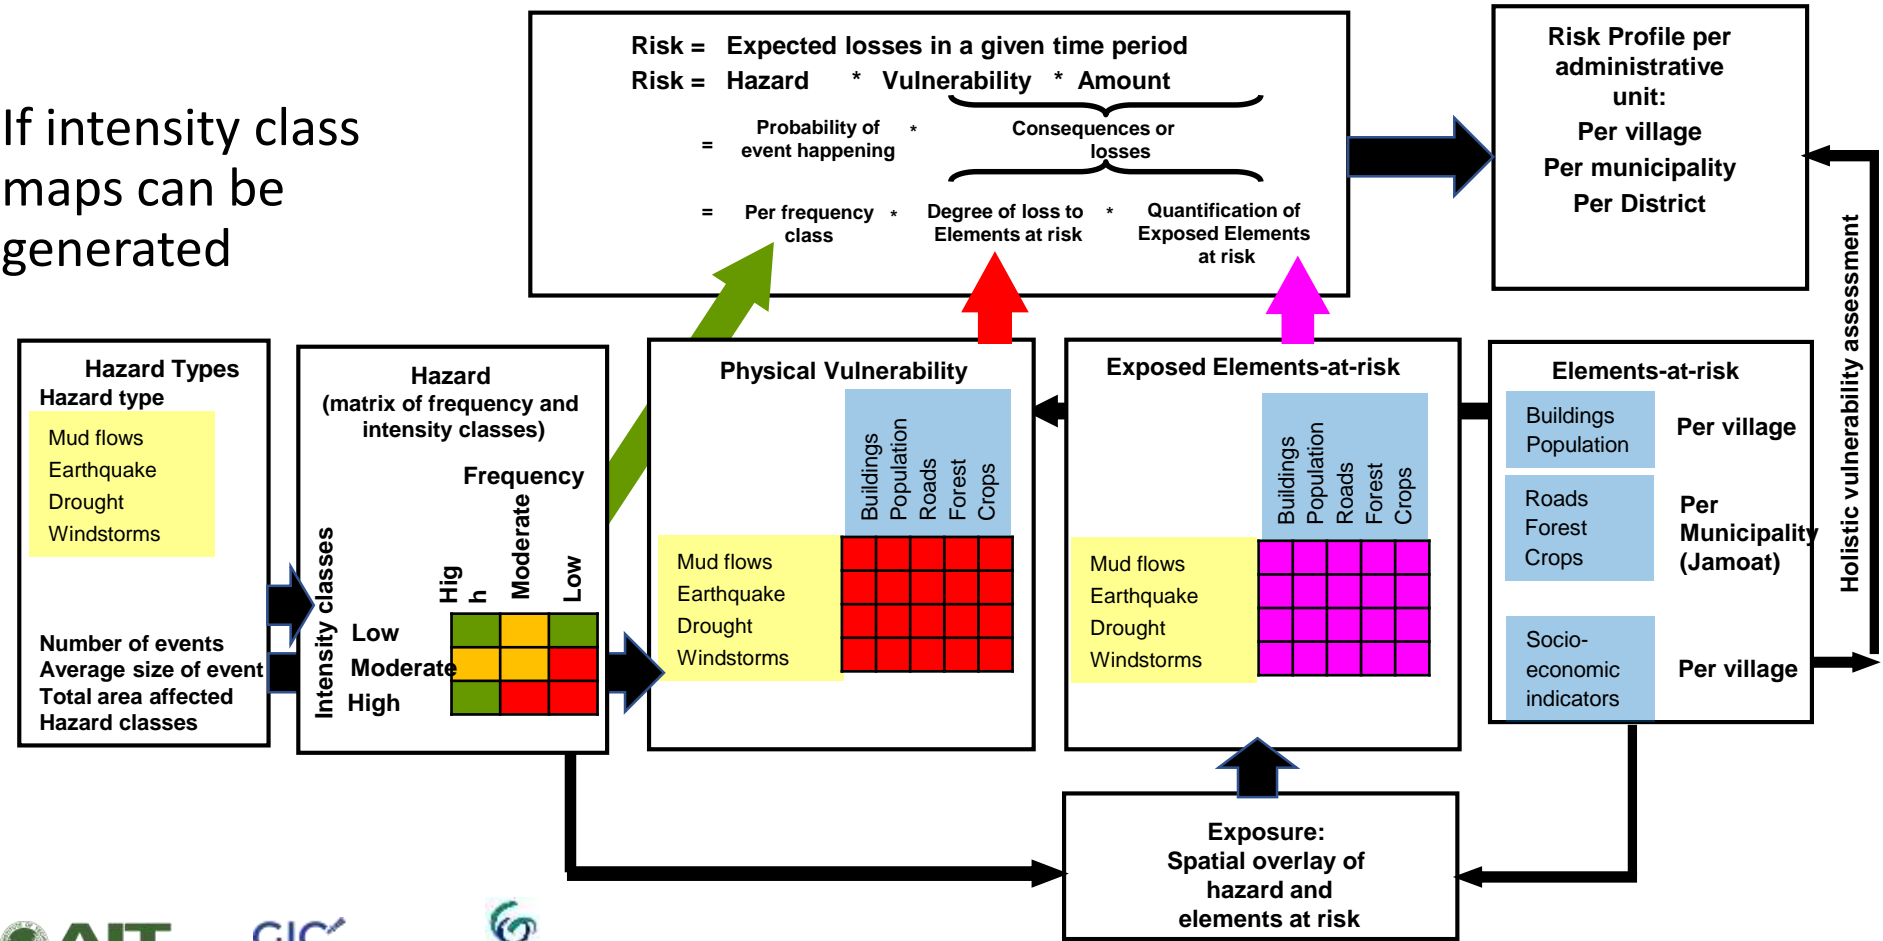 If intensity class
maps can be
generated
Risk = Expected losses in a given time period
Risk = Hazard * Vulnerability * Amount
= Probability of event happening * Consequences or losses
= Per frequency class * Degree of loss to Elements at risk * Quantification of Exposed Elements at risk
Risk Profile per
administrative
unit:
Per village
Per municipality
Per District
Holistic vulnerability assessment
Hazard Types
Hazard type
Mud flows
Earthquake
Drought
Windstorms
Number of events
Average size of event
Total area affected
Hazard classes
Hazard
(matrix of frequency and
intensity classes)
Frequency
Hig
h
Moderate
Low
Intensity classes
Low
Moderate
High
Physical Vulnerability
Buildings
Population
Roads
Forest
Crops
Mud flows
Earthquake
Drought
Windstorms
Exposed Elements-at-risk
Buildings
Population
Roads
Forest
Crops
Mud flows
Earthquake
Drought
Windstorms
Elements-at-risk
Buildings
Population
Per village
Roads
Forest
Crops
Per
Municipality
(Jamoat)
Socio-
economic
indicators
Per village
Exposure:
Spatial overlay of
hazard and
elements at risk
AIT
GIC